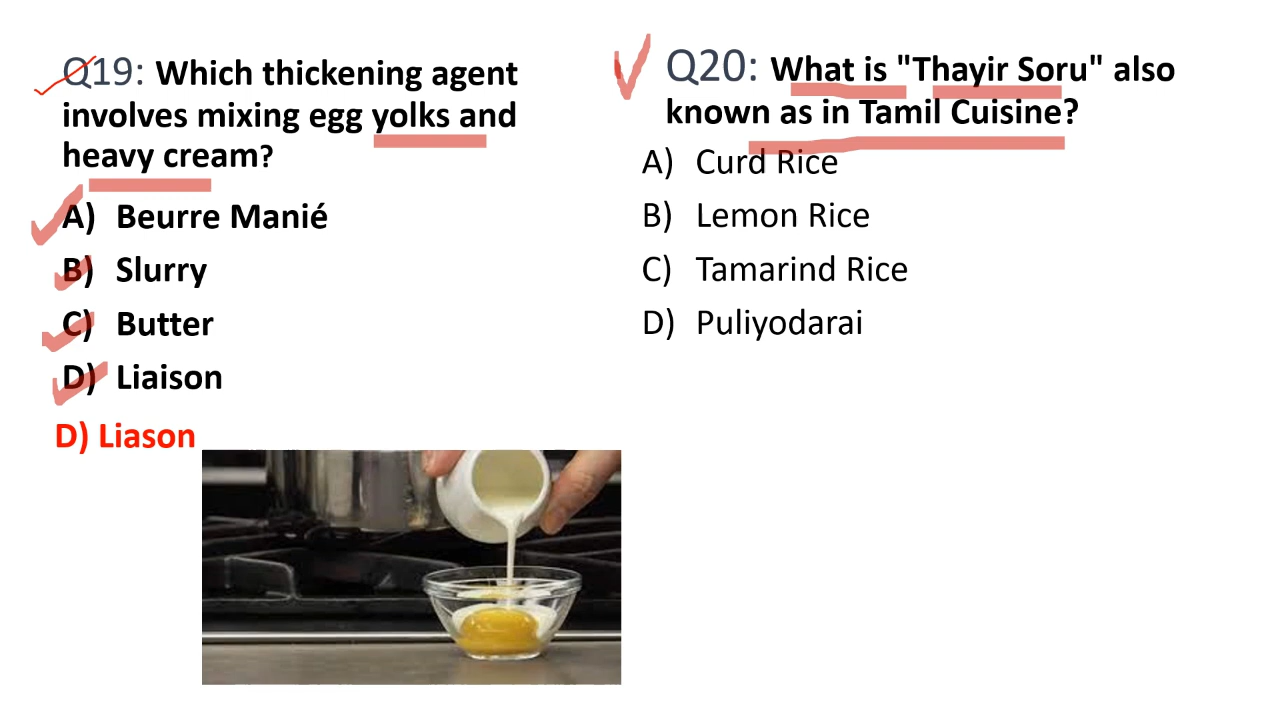 Q19: Which thickening agent
involves mixing egg yolks and
heavy cream?
A) Beurre Manié
B) Slurry
C) Butter
D) Liaison
D) Liason
Q20: What is "Thayir Soru" also
known as in Tamil Cuisine?
A) Curd Rice
B) Lemon Rice
C) Tamarind Rice
D) Puliyodarai